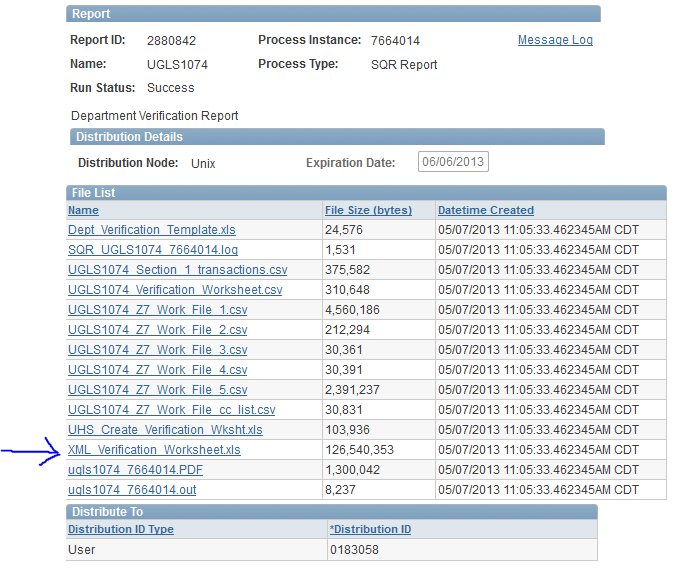 Report
Report ID: 2880842 Process Instance: 7664014 Message Log
Name: UGLS1074 Process Type: SQR Report
Run Status: Success
Department Verification Report
Distribution Details
Distribution Node: Unix Expiration Date: 06/06/2013
File List
Name File Size (bytes) Datetime Created
Dept_Verification_Template.xls 24,576 05/07/2013 11:05:33.462345AM CDT
SQR_UGLS1074_7664014.log 1,531 05/07/2013 11:05:33.462345AM CDT
UGLS1074_Section_1_transactions.csv 375,582 05/07/2013 11:05:33.462345AM CDT
UGLS1074_Verification_Worksheet.csv 310,648 05/07/2013 11:05:33.462345AM CDT
UGLS1074_Z7_Work_File_1.csv 4,560,186 05/07/2013 11:05:33.462345AM CDT
UGLS1074_Z7_Work_File_2.csv 212,294 05/07/2013 11:05:33.462345AM CDT
UGLS1074_Z7_Work_File_3.csv 30,361 05/07/2013 11:05:33.462345AM CDT
UGLS1074_Z7_Work_File_4.csv 30,391 05/07/2013 11:05:33.462345AM CDT
UGLS1074_Z7_Work_File_5.csv 2,391,237 05/07/2013 11:05:33.462345AM CDT
UGLS1074_Z7_Work_File_cc_list.csv 30,831 05/07/2013 11:05:33.462345AM CDT
UHS_Create_Verification_Wksht.xls 103,936 05/07/2013 11:05:33.462345AM CDT
XML_Verification_Worksheet.xls 126,540,353 05/07/2013 11:05:33.462345AM CDT
ugls1074_7664014.PDF 1,300,042 05/07/2013 11:05:33.462345AM CDT
ugls1074_7664014.out 8,237 05/07/2013 11:05:33.462345AM CDT
Distribute To
Distribution ID Type *Distribution ID
User 0183058